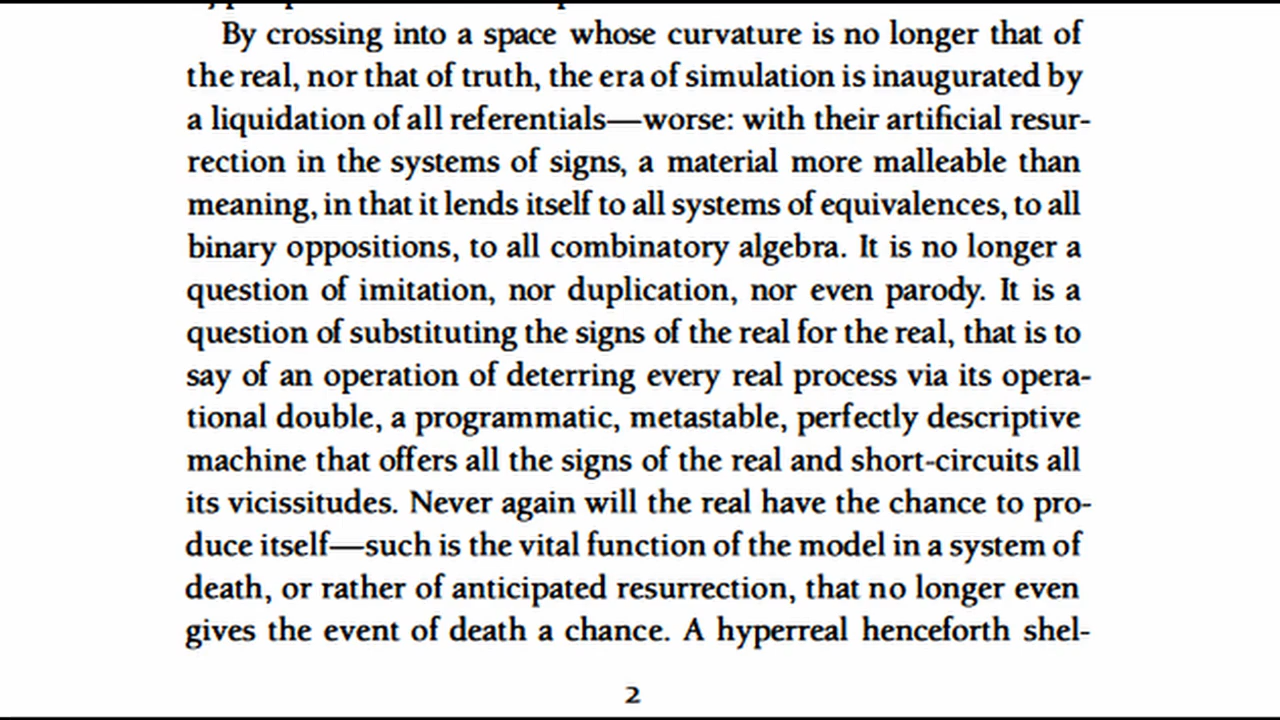 By crossing into a space whose curvature is no longer that of
the real, nor that of truth, the era of simulation is inaugurated by
a liquidation of all referentials—worse: with their artificial resur-
rection in the systems of signs, a material more malleable than
meaning, in that it lends itself to all systems of equivalences, to all
binary oppositions, to all combinatory algebra. It is no longer a
question of imitation, nor duplication, nor even parody. It is a
question of substituting the signs of the real for the real, that is to
say of an operation of deterring every real process via its opera-
tional double, a programmatic, metastable, perfectly descriptive
machine that offers all the signs of the real and short-circuits all
its vicissitudes. Never again will the real have the chance to pro-
duce itself—such is the vital function of the model in a system of
death, or rather of anticipated resurrection, that no longer even
gives the event of death a chance. A hyperreal henceforth shel-
2